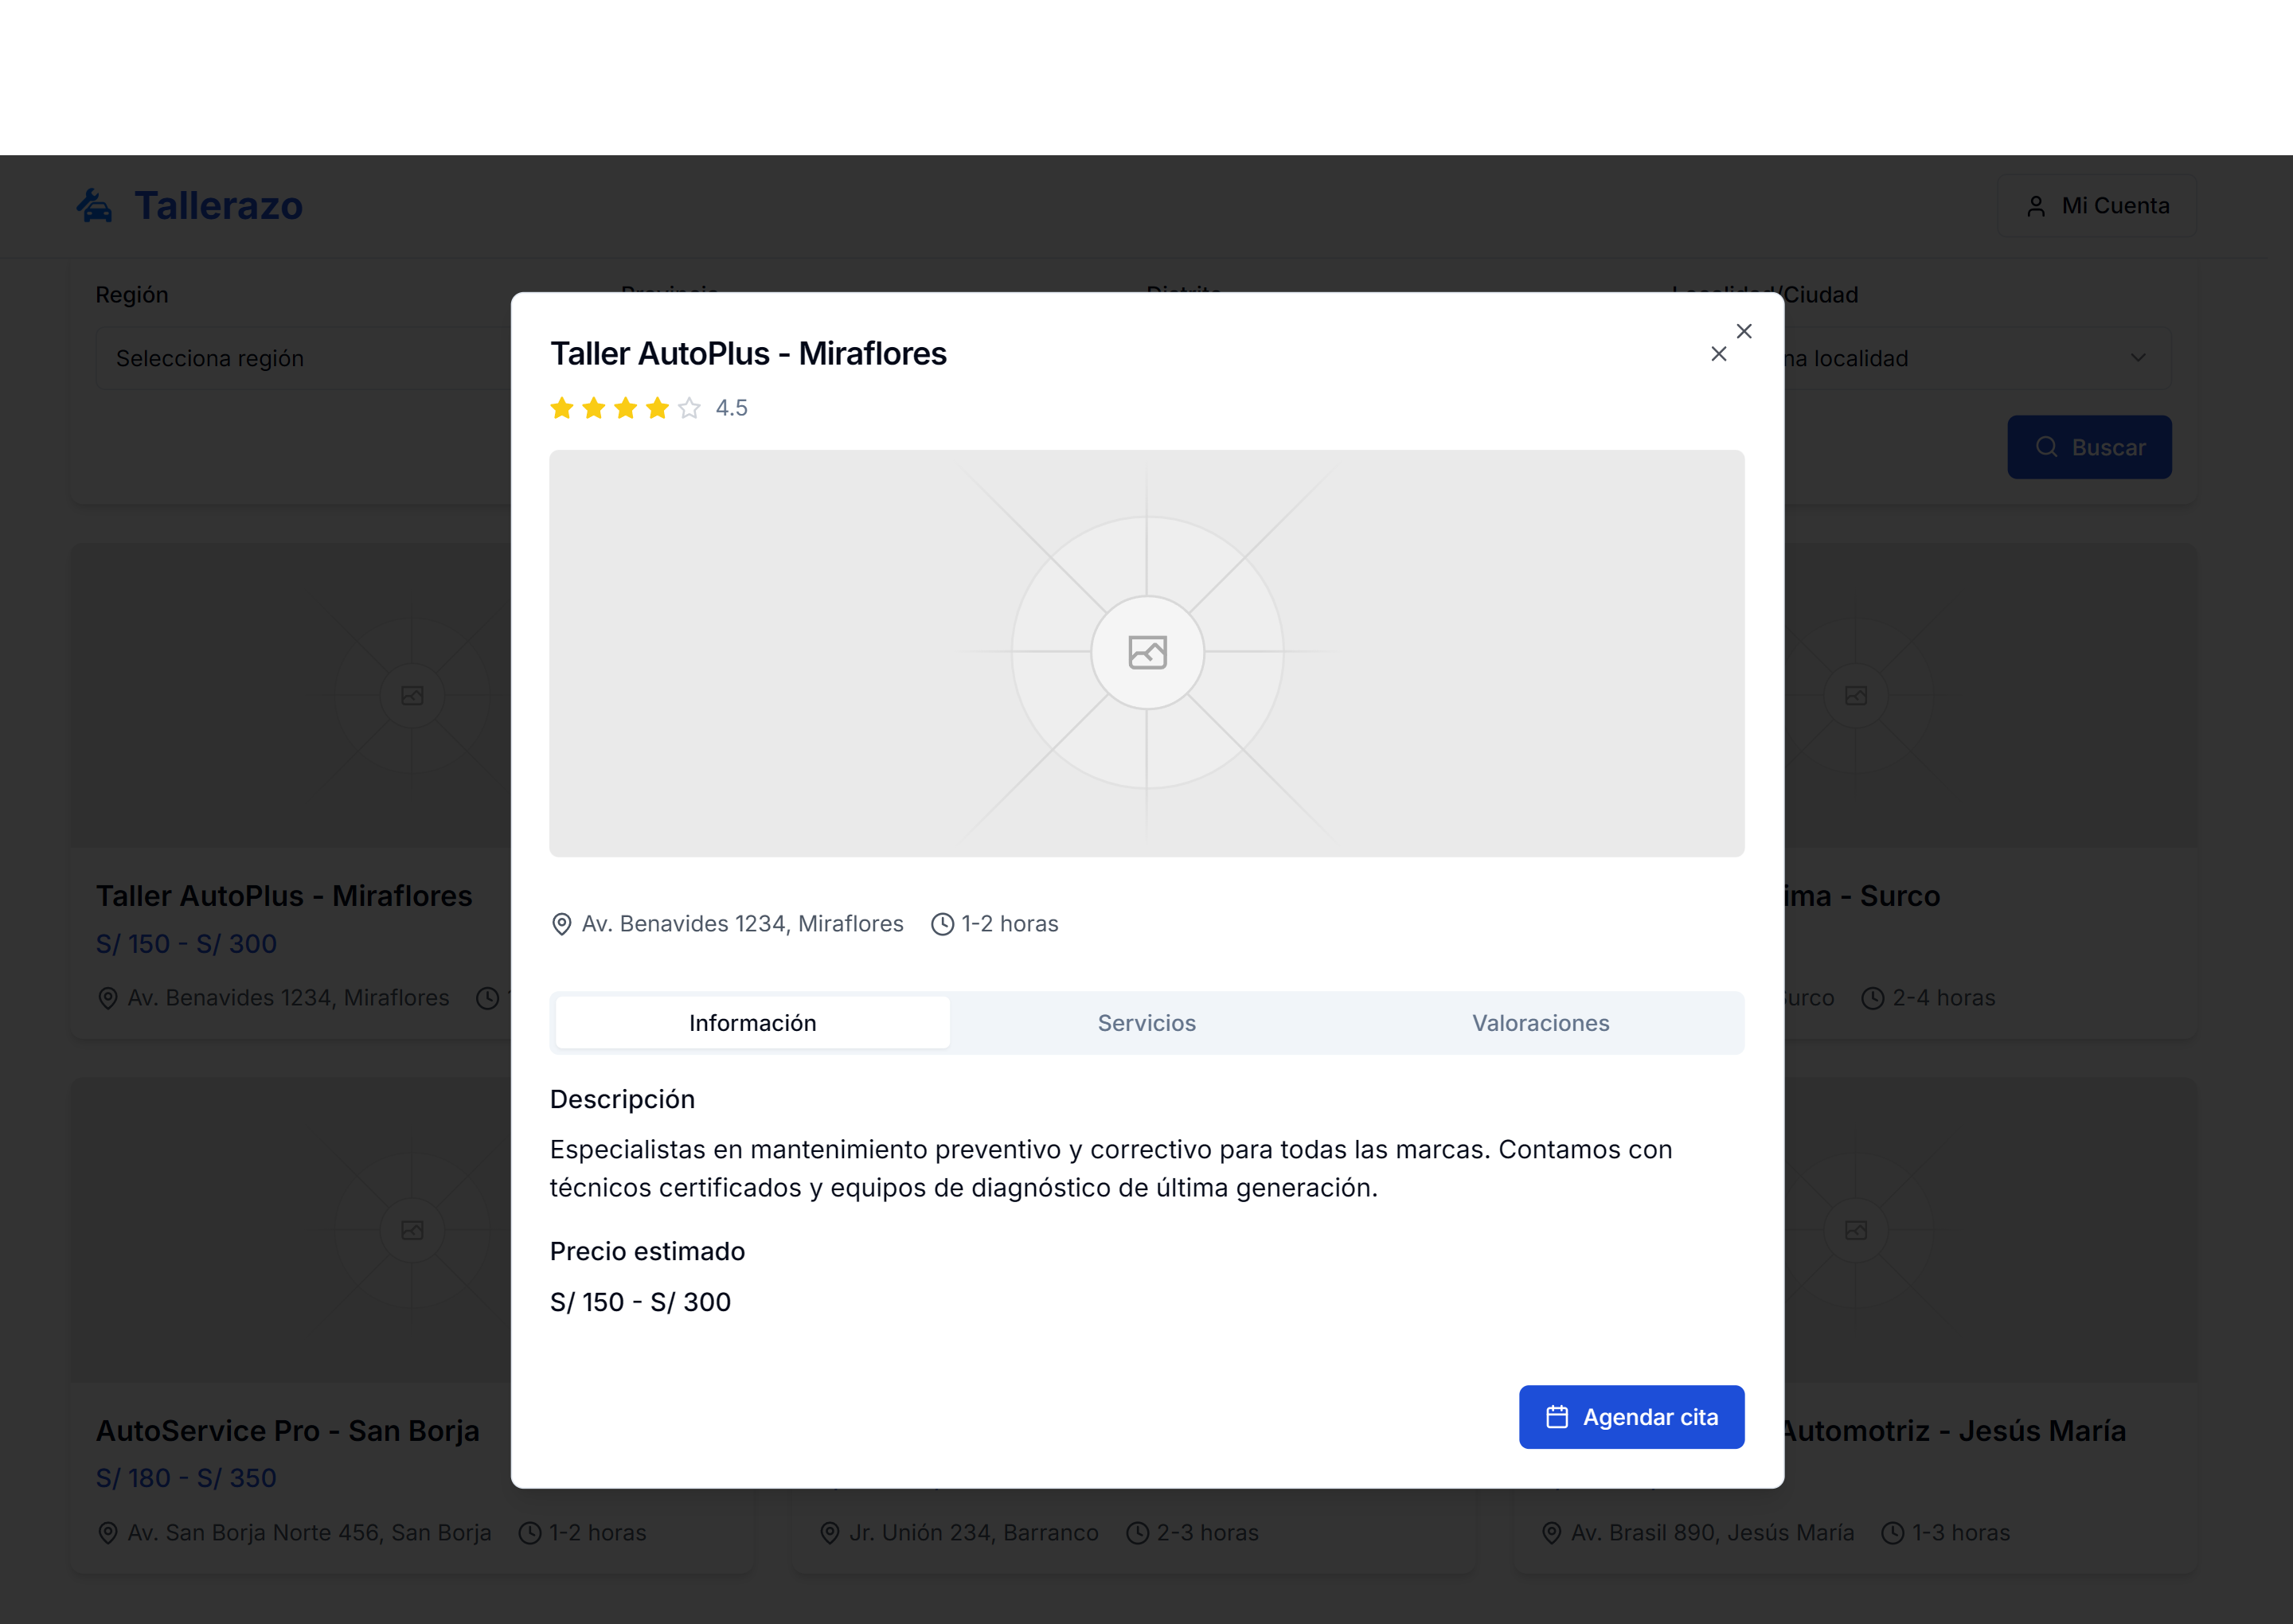 Tallerazo
Mi Cuenta
Región
/Ciudad
Selecciona región
localidad
Buscar
Taller AutoPlus - Miraflores
4.5
Av. Benavides 1234, Miraflores 1-2 horas
Información Servicios Valoraciones
Descripción
Especialistas en mantenimiento preventivo y correctivo para todas las marcas. Contamos con
técnicos certificados y equipos de diagnóstico de última generación.
Precio estimado
S/ 150 - S/ 300
Agendar cita
Taller AutoPlus - Miraflores
S/ 150 - S/ 300
Av. Benavides 1234, Miraflores
- Surco
2-4 horas
AutoService Pro - San Borja
S/ 180 - S/ 350
Av. San Borja Norte 456, San Borja 1-2 horas
Jr. Unión 234, Barranco 2-3 horas
Automotriz - Jesús María
Av. Brasil 890, Jesús María 1-3 horas